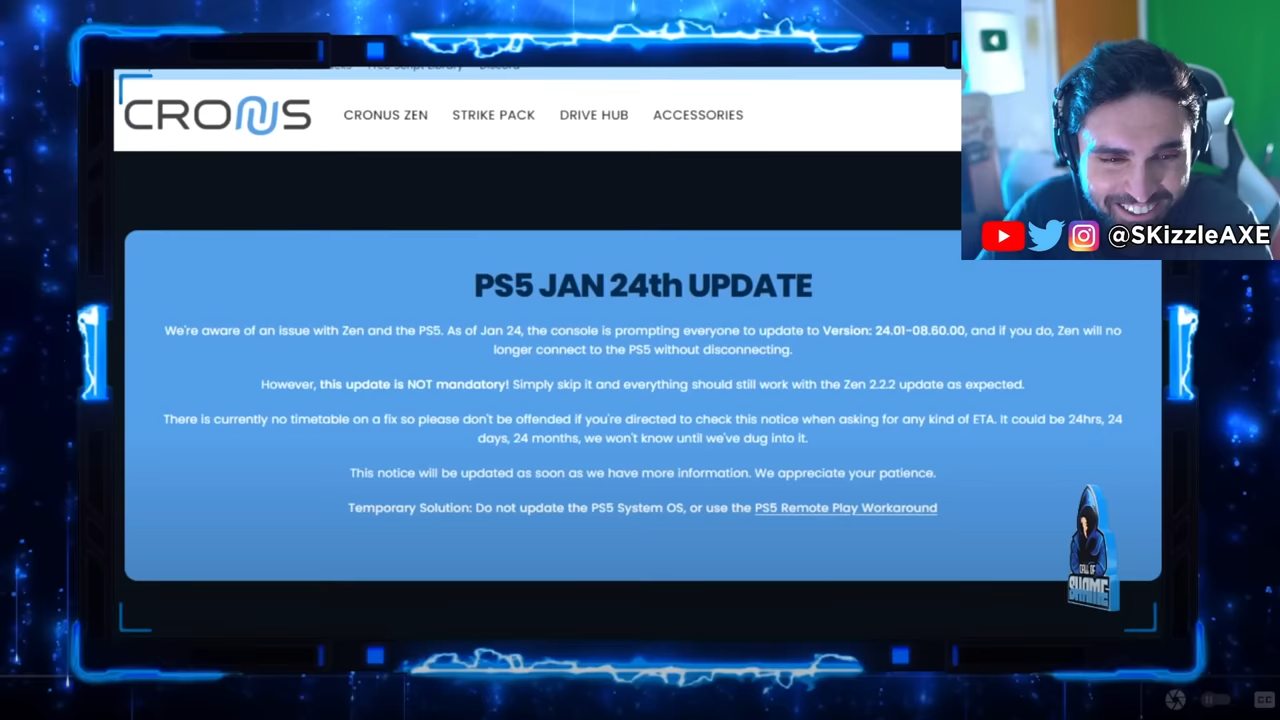 Free Script Library Discord
CRONUS
CRONUS ZEN STRIKE PACK DRIVE HUB ACCESSORIES
@SKizzleAXE
PS5 JAN 24th UPDATE
We're aware of an issue with Zen and the PS5. As of Jan 24, the console is prompting everyone to update to Version: 24.01-08.60.00, and if you do, Zen will no
longer connect to the PS5 without disconnecting.
However, this update is NOT mandatory! Simply skip it and everything should still work with the Zen 2.2.2 update as expected.
There is currently no timetable on a fix so please don't be offended if you're directed to check this notice when asking for any kind of ETA. It could be 24hrs, 24
days, 24 months, we won't know until we've dug into it.
This notice will be updated as soon as we have more information. We appreciate your patience.
Temporary Solution: Do not update the PS5 System OS, or use the PS5 Remote Play Workaround
CALL OF
SHAME
CC